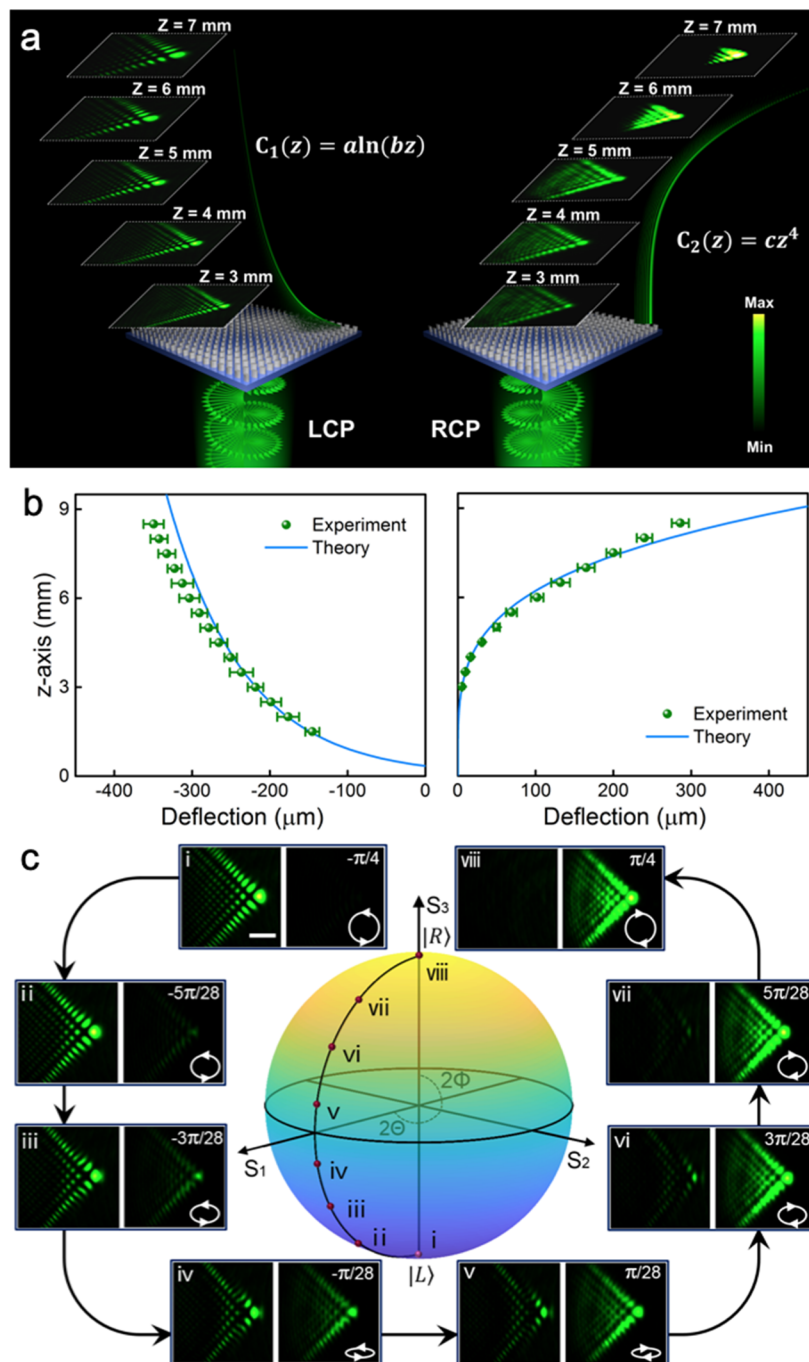 a
Z = 7 mm
Z = 6 mm
Z = 5 mm
Z = 4 mm
Z = 3 mm
C₁(z) = aln(bz)
LCP
Z = 7 mm
Z = 6 mm
Z = 5 mm
Z = 4 mm
Z = 3 mm
C₂(z) = cz⁴
RCP
Max
Min
b
z-axis (mm)
9
6
3
0
Experiment
Theory
-400
-300
-200
-100
0
Deflection (μm)
Experiment
Theory
0
100
200
300
400
Deflection (μm)
c
i
-π/4
viii
π/4
ii
-5π/28
vii
5π/28
iii
-3π/28
vi
3π/28
iv
-π/28
v
π/28
S₃
|R⟩
viii
vii
vi
v
iv
iii
ii
i
2Φ
2Θ
S₁
S₂
|L⟩